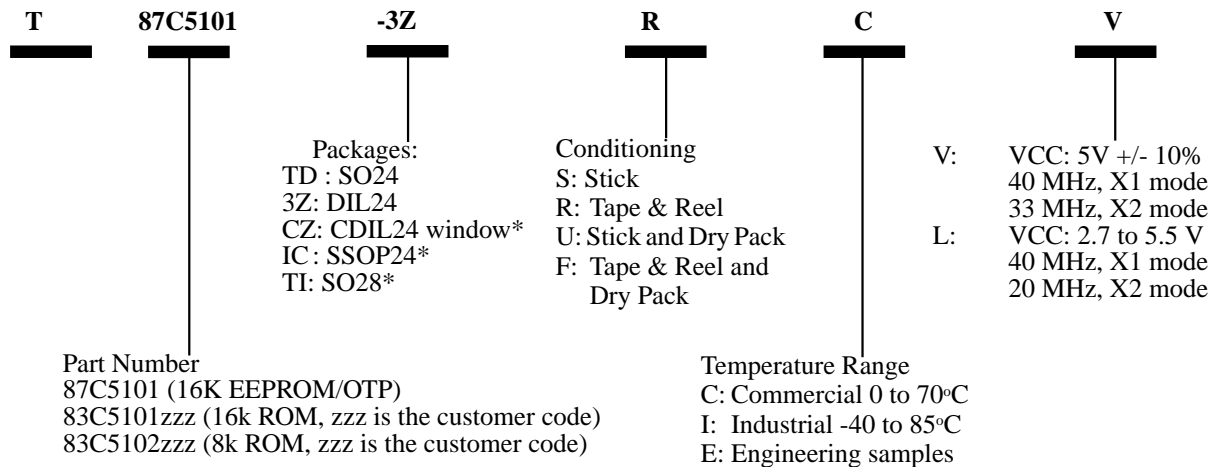 T 87C5101 -3Z R C V
Packages:
TD : SO24
3Z: DIL24
CZ: CDIL24 window*
IC : SSOP24*
TI: SO28*
Conditioning
S: Stick
R: Tape & Reel
U: Stick and Dry Pack
F: Tape & Reel and
Dry Pack
V: VCC: 5V +/- 10%
40 MHz, X1 mode
33 MHz, X2 mode
L: VCC: 2.7 to 5.5 V
40 MHz, X1 mode
20 MHz, X2 mode
Part Number
87C5101 (16K EEPROM/OTP)
83C5101zzz (16k ROM, zzz is the customer code)
83C5102zzz (8k ROM, zzz is the customer code)
Temperature Range
C: Commercial 0 to 70ºC
I: Industrial -40 to 85ºC
E: Engineering samples